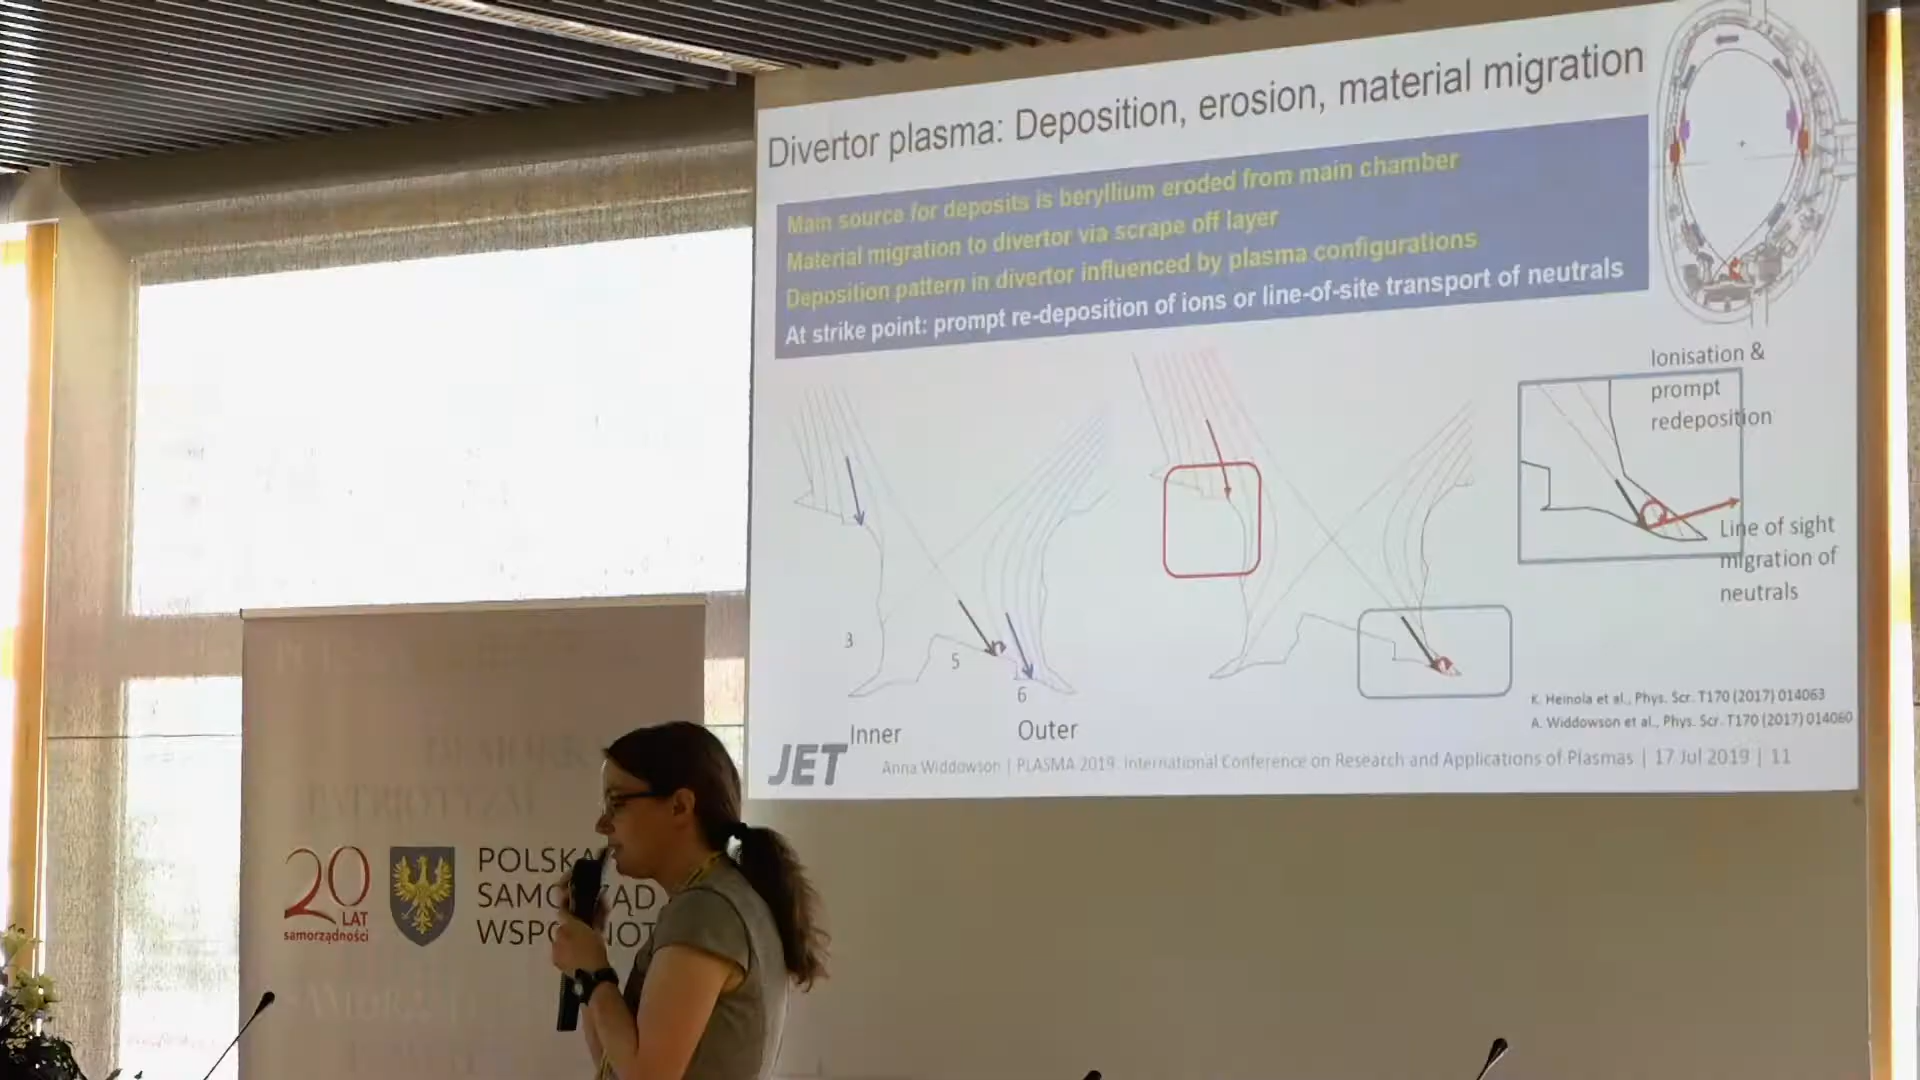 Divertor plasma: Deposition, erosion, material migration
Main source for deposits is beryllium eroded from main chamber
Material migration to divertor via scrape off layer
Deposition pattern in divertor influenced by plasma configurations
At strike point: prompt re-deposition of ions or line-of-site transport of neutrals
Ionisation &
prompt
redeposition
Line of sight
migration of
neutrals
3
5
6
Inner
Outer
K. Heinola et al., Phys. Scr. T170 (2017) 014063
A. Widdowson et al., Phys. Scr. T170 (2017) 014060
JET
Anna Widdowson | PLASMA 2019: International Conference on Research and Applications of Plasmas | 17 Jul 2019 | 11
PATRIOTYZM
20
LAT
samorządności
POLSKA